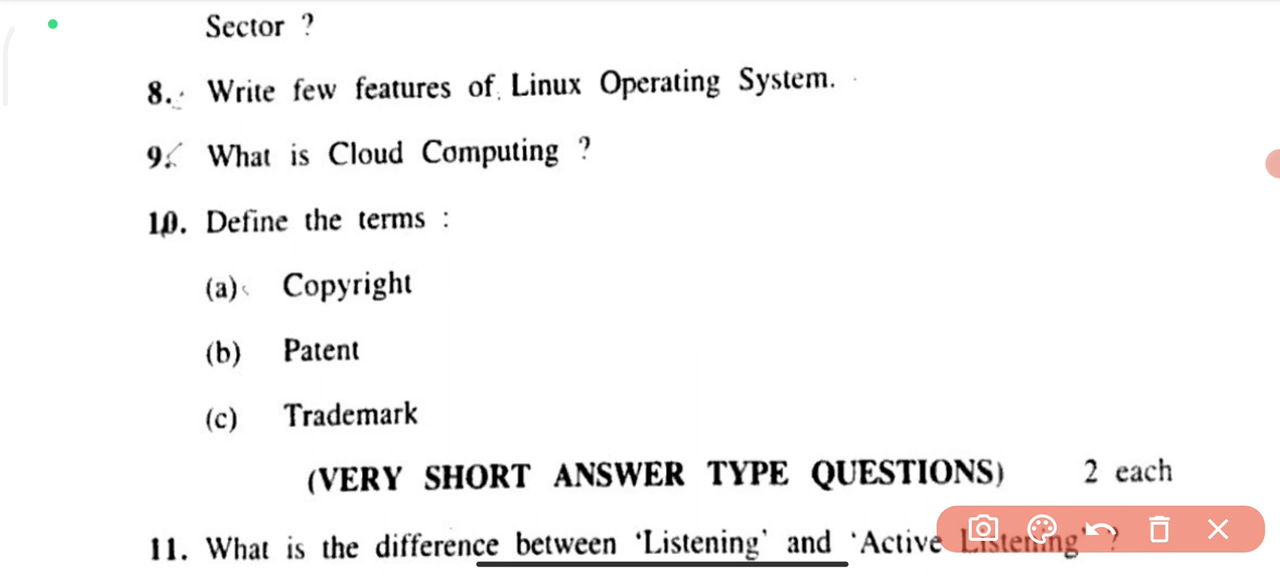 Sector ?
8. Write few features of Linux Operating System.
9. What is Cloud Computing ?
10. Define the terms :
(a) Copyright
(b) Patent
(c) Trademark
(VERY SHORT ANSWER TYPE QUESTIONS) 2 each
11. What is the difference between ‘Listening’ and ‘Active Listening’ ?